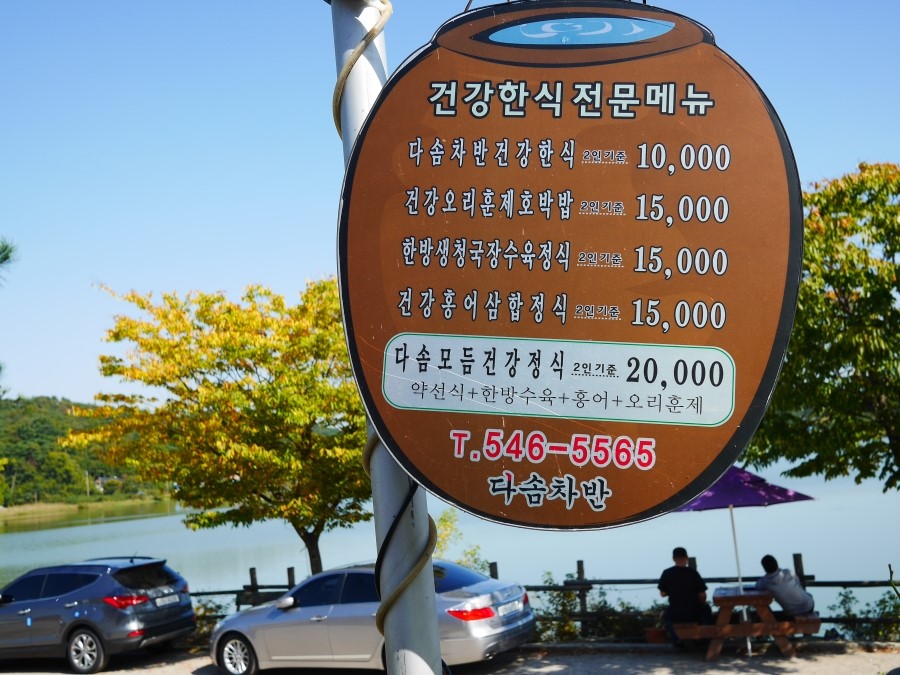 건강한식 전문메뉴
다솜차반건강한식 2인기준 10,000
건강오리훈제호박밥 2인기준 15,000
한방생청국장수육정식 2인기준 15,000
건강홍어삼합정식 2인기준 15,000
다솜모듬건강정식 2인기준 20,000
약선식+한방수육+홍어+오리훈제
T.546-5565
다솜차반